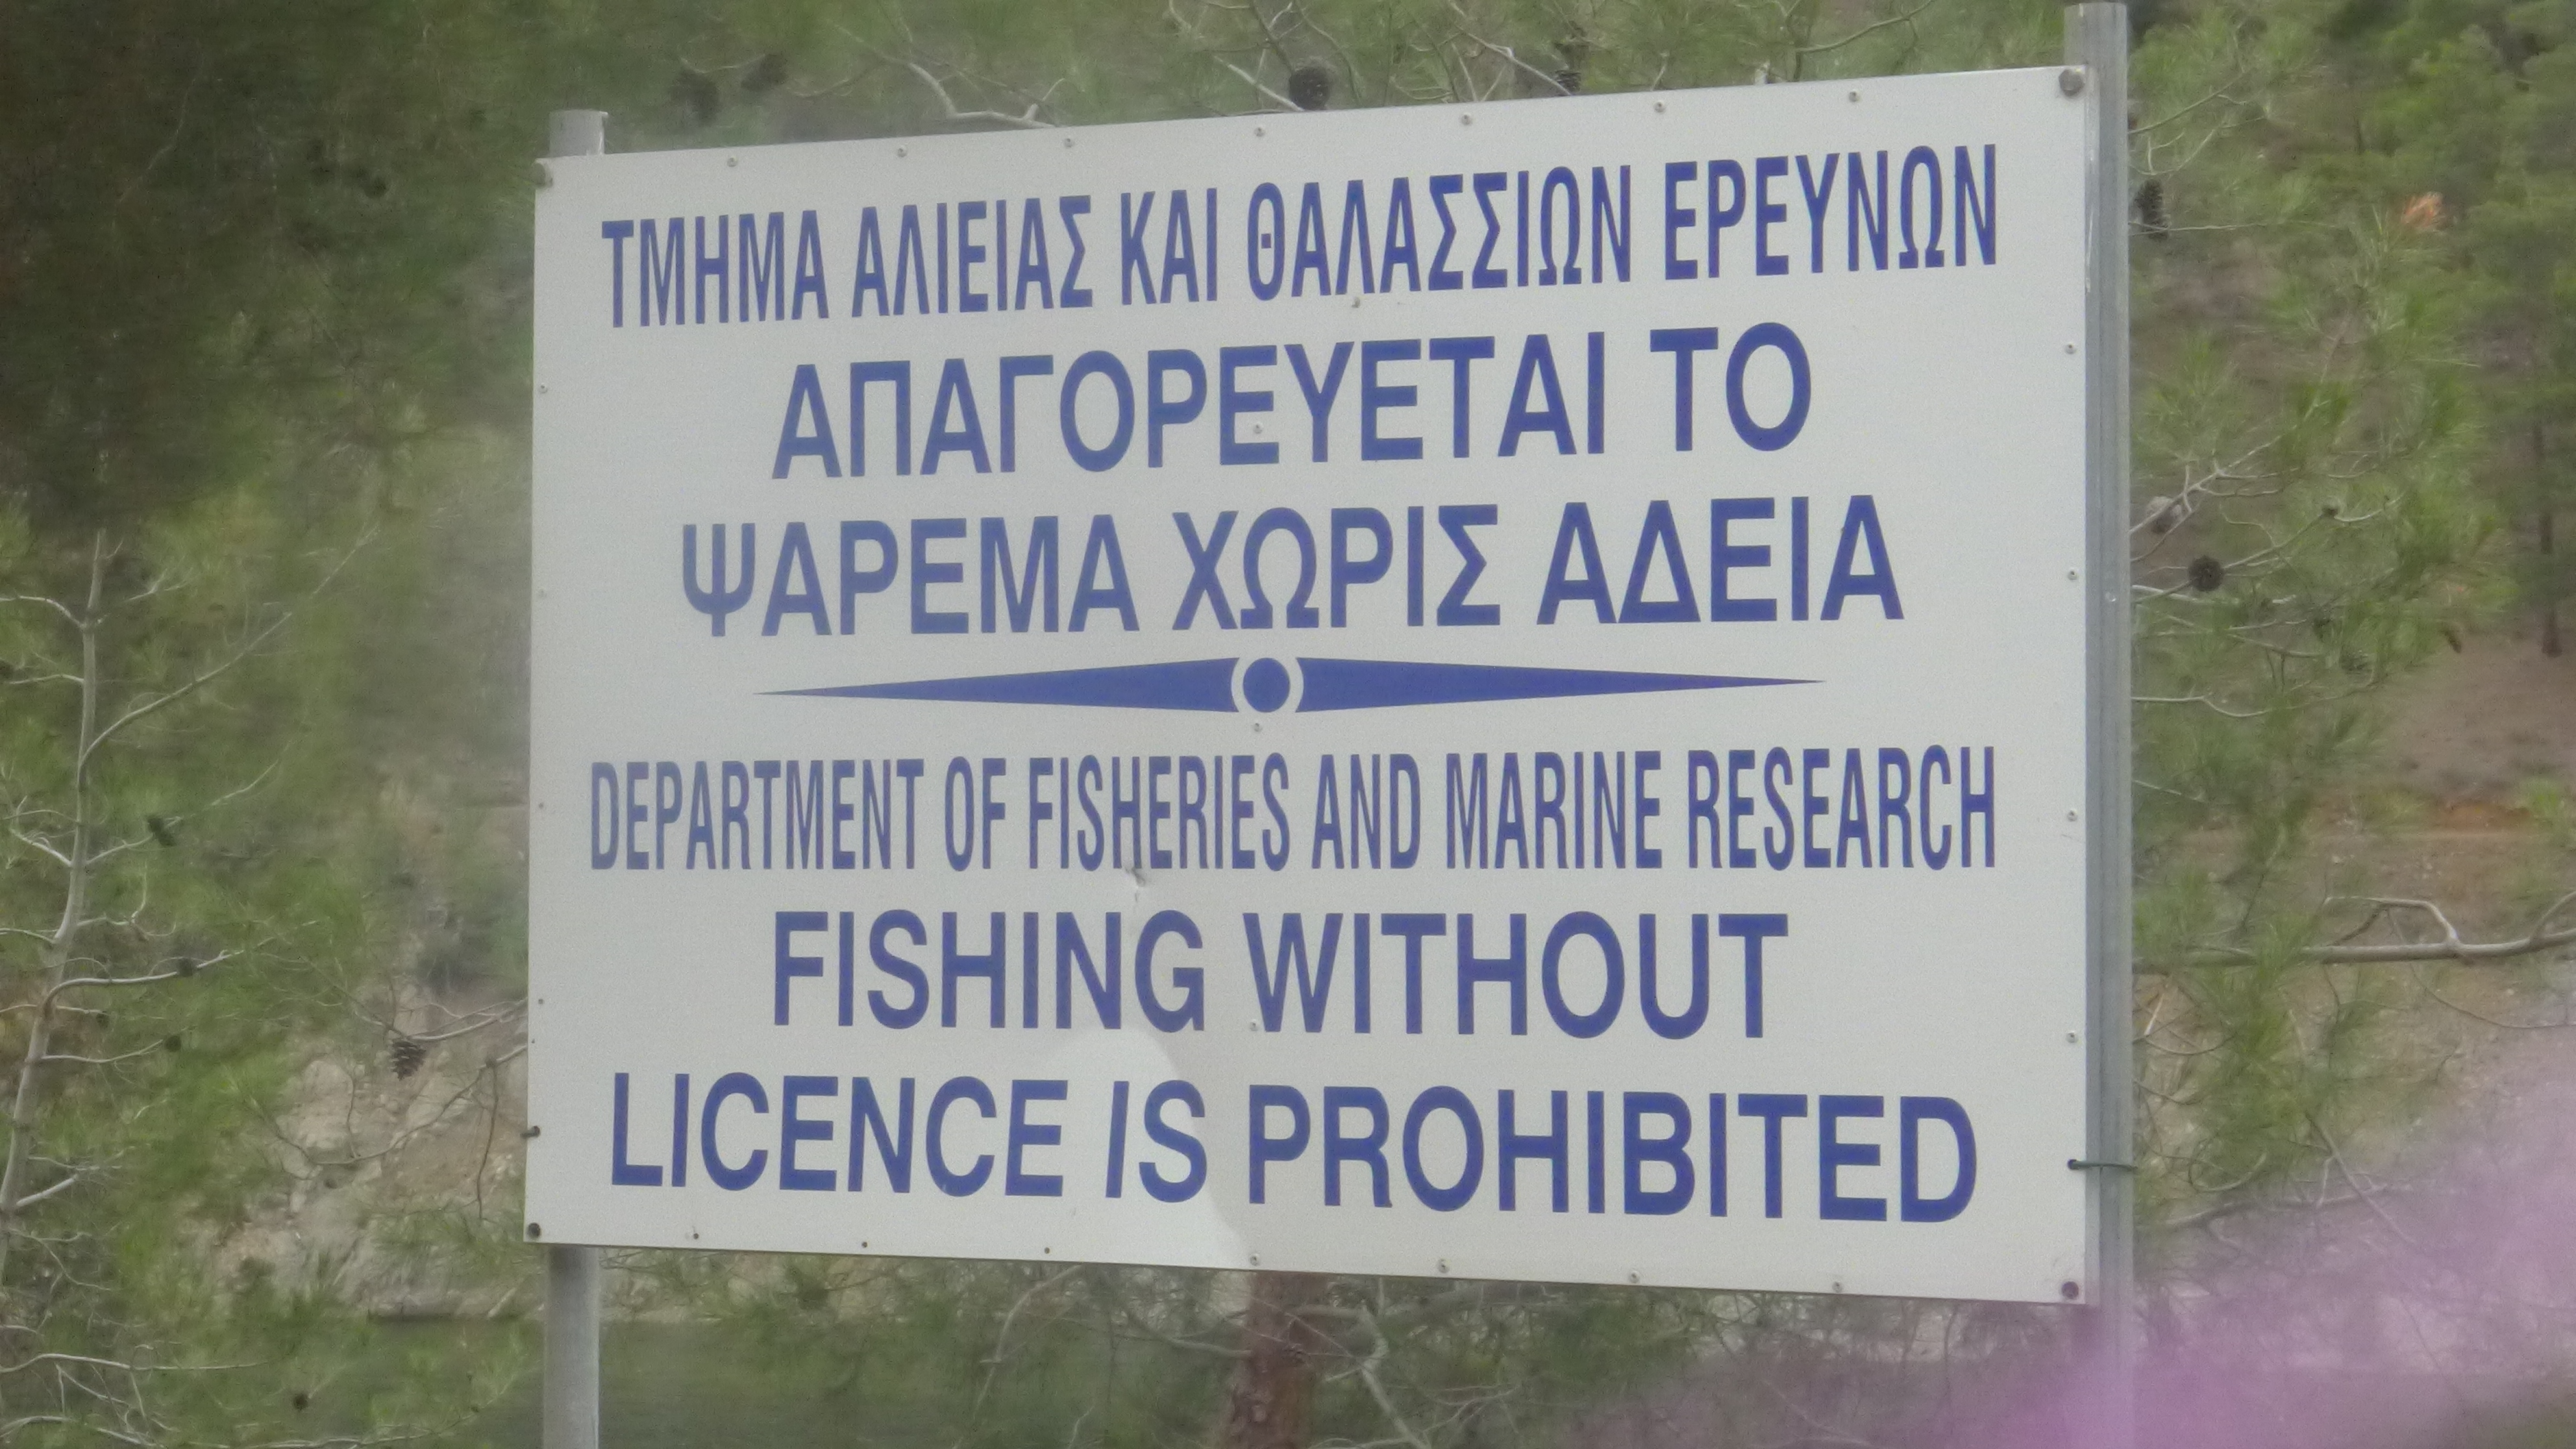 ΤΜΗΜΑ ΑΛΙΕΙΑΣ ΚΑΙ ΘΑΛΑΣΣΙΩΝ ΕΡΕΥΝΩΝ
ΑΠΑΓΟΡΕΥΕΤΑΙ ΤΟ
ΨΑΡΕΜΑ ΧΩΡΙΣ ΑΔΕΙΑ
DEPARTMENT OF FISHERIES AND MARINE RESEARCH
FISHING WITHOUT
LICENCE IS PROHIBITED